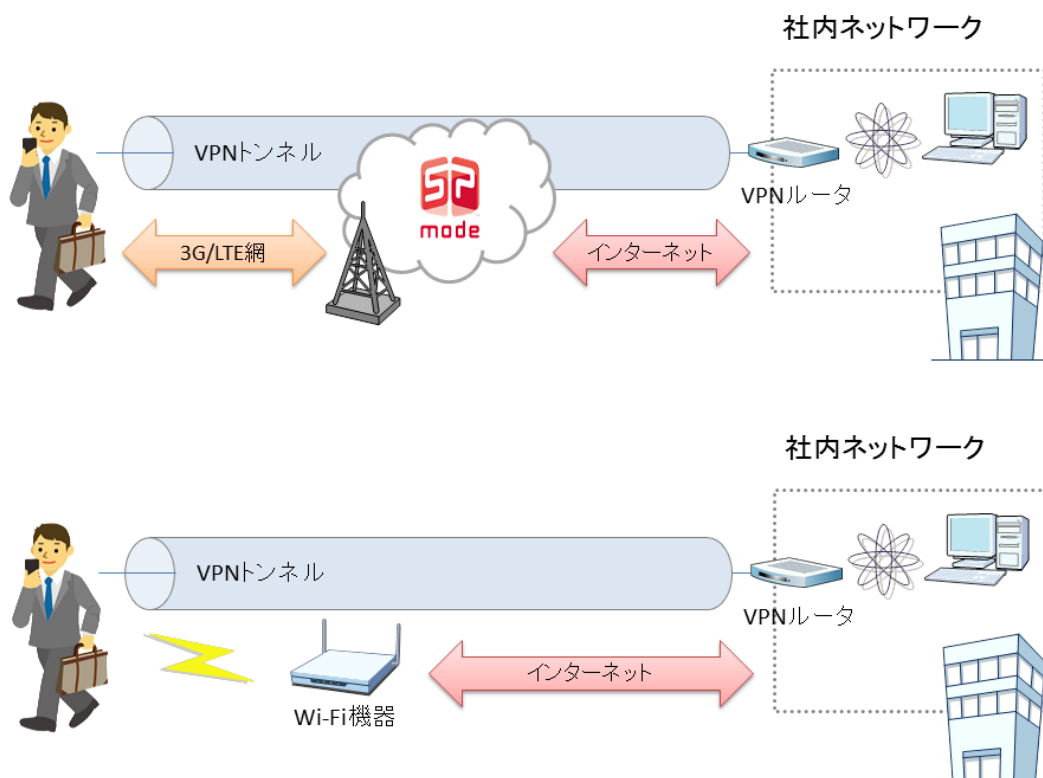 社内ネットワーク
VPNトンネル
sp
mode
VPNルータ
3G/LTE網
インターネット
社内ネットワーク
VPNトンネル
VPNルータ
インターネット
Wi-Fi機器